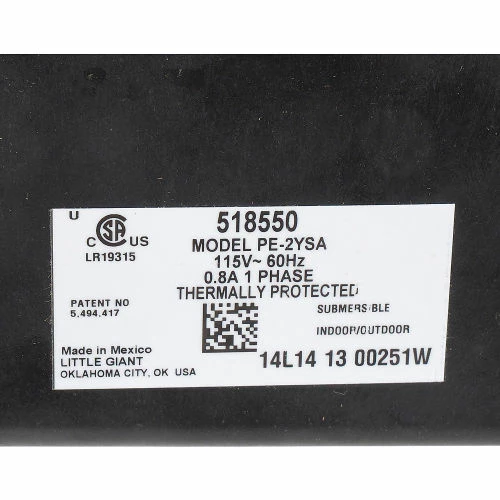 U
518550
C SA US
LR19315
MODEL PE-2YSA
115V~ 60Hz
0.8A 1 PHASE
THERMALLY PROTECTED
PATENT NO
5,494,417
SUBMERSIBLE
INDOOR/OUTDOOR
Made in Mexico
LITTLE GIANT
OKLAHOMA CITY, OK USA
14L14 13 00251W